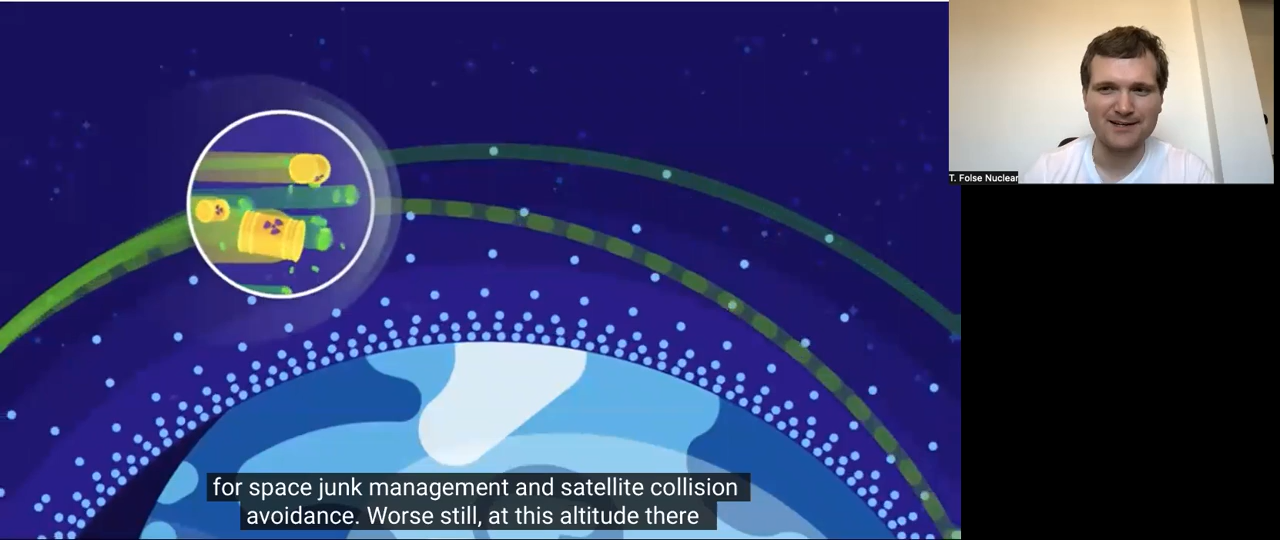 T. Folse Nuclear
for space junk management and satellite collision
avoidance. Worse still, at this altitude there